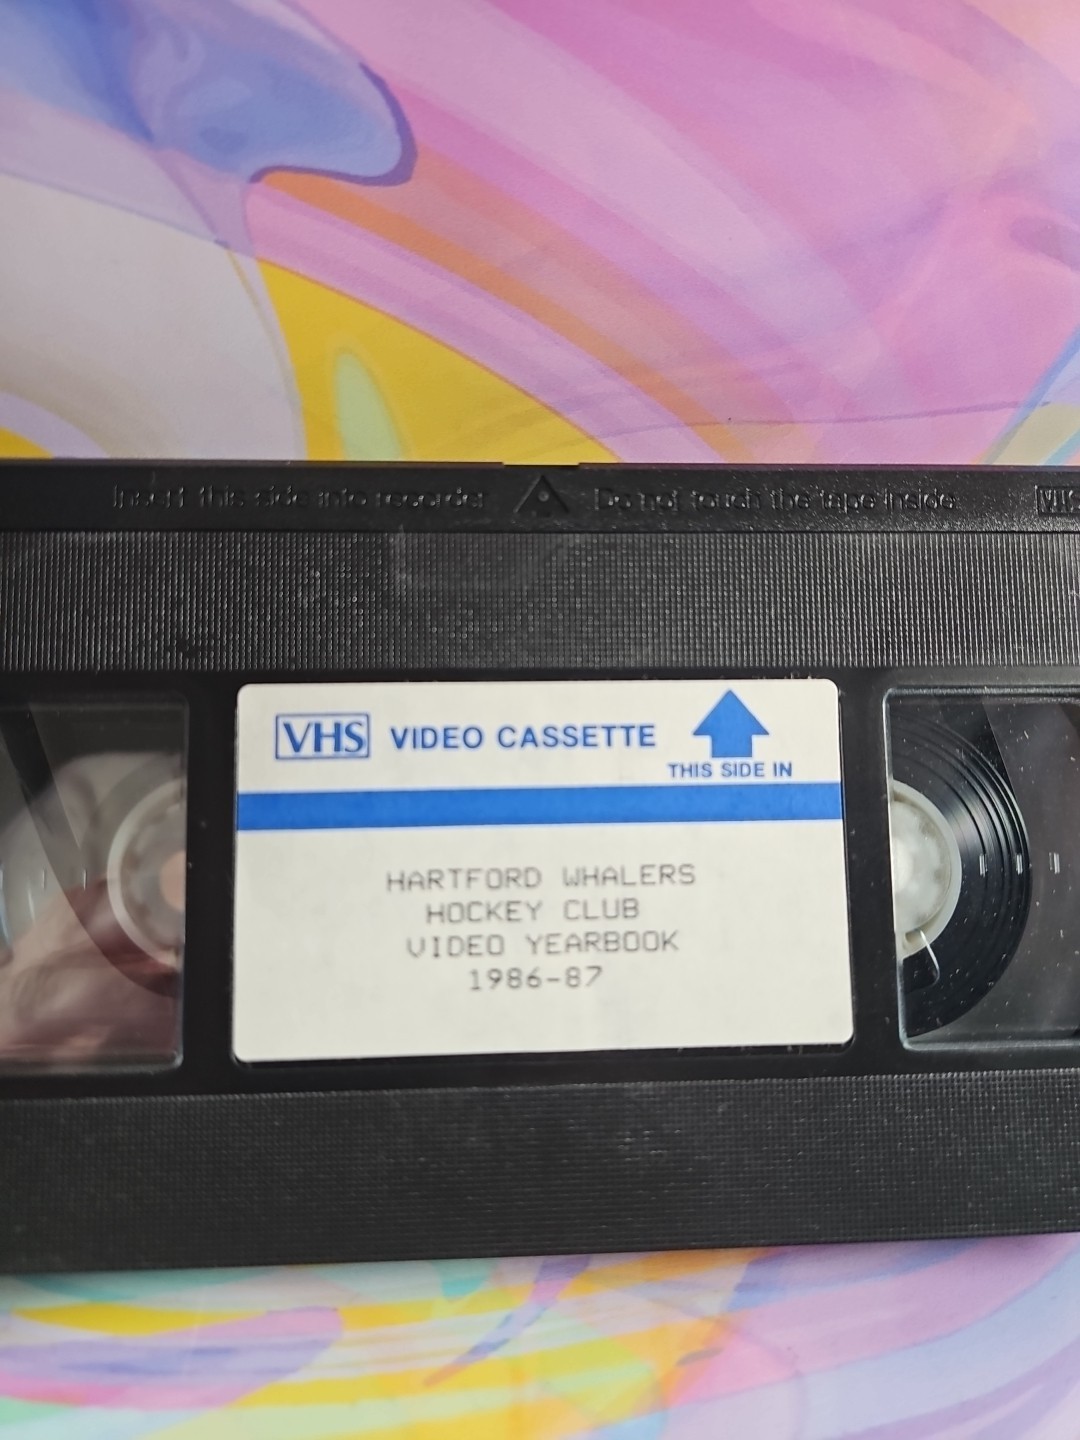 Insert this side into recorder Do not touch the tape inside VHS
VHS VIDEO CASSETTE
THIS SIDE IN
HARTFORD WHALERS
HOCKEY CLUB
VIDEO YEARBOOK
1986-87